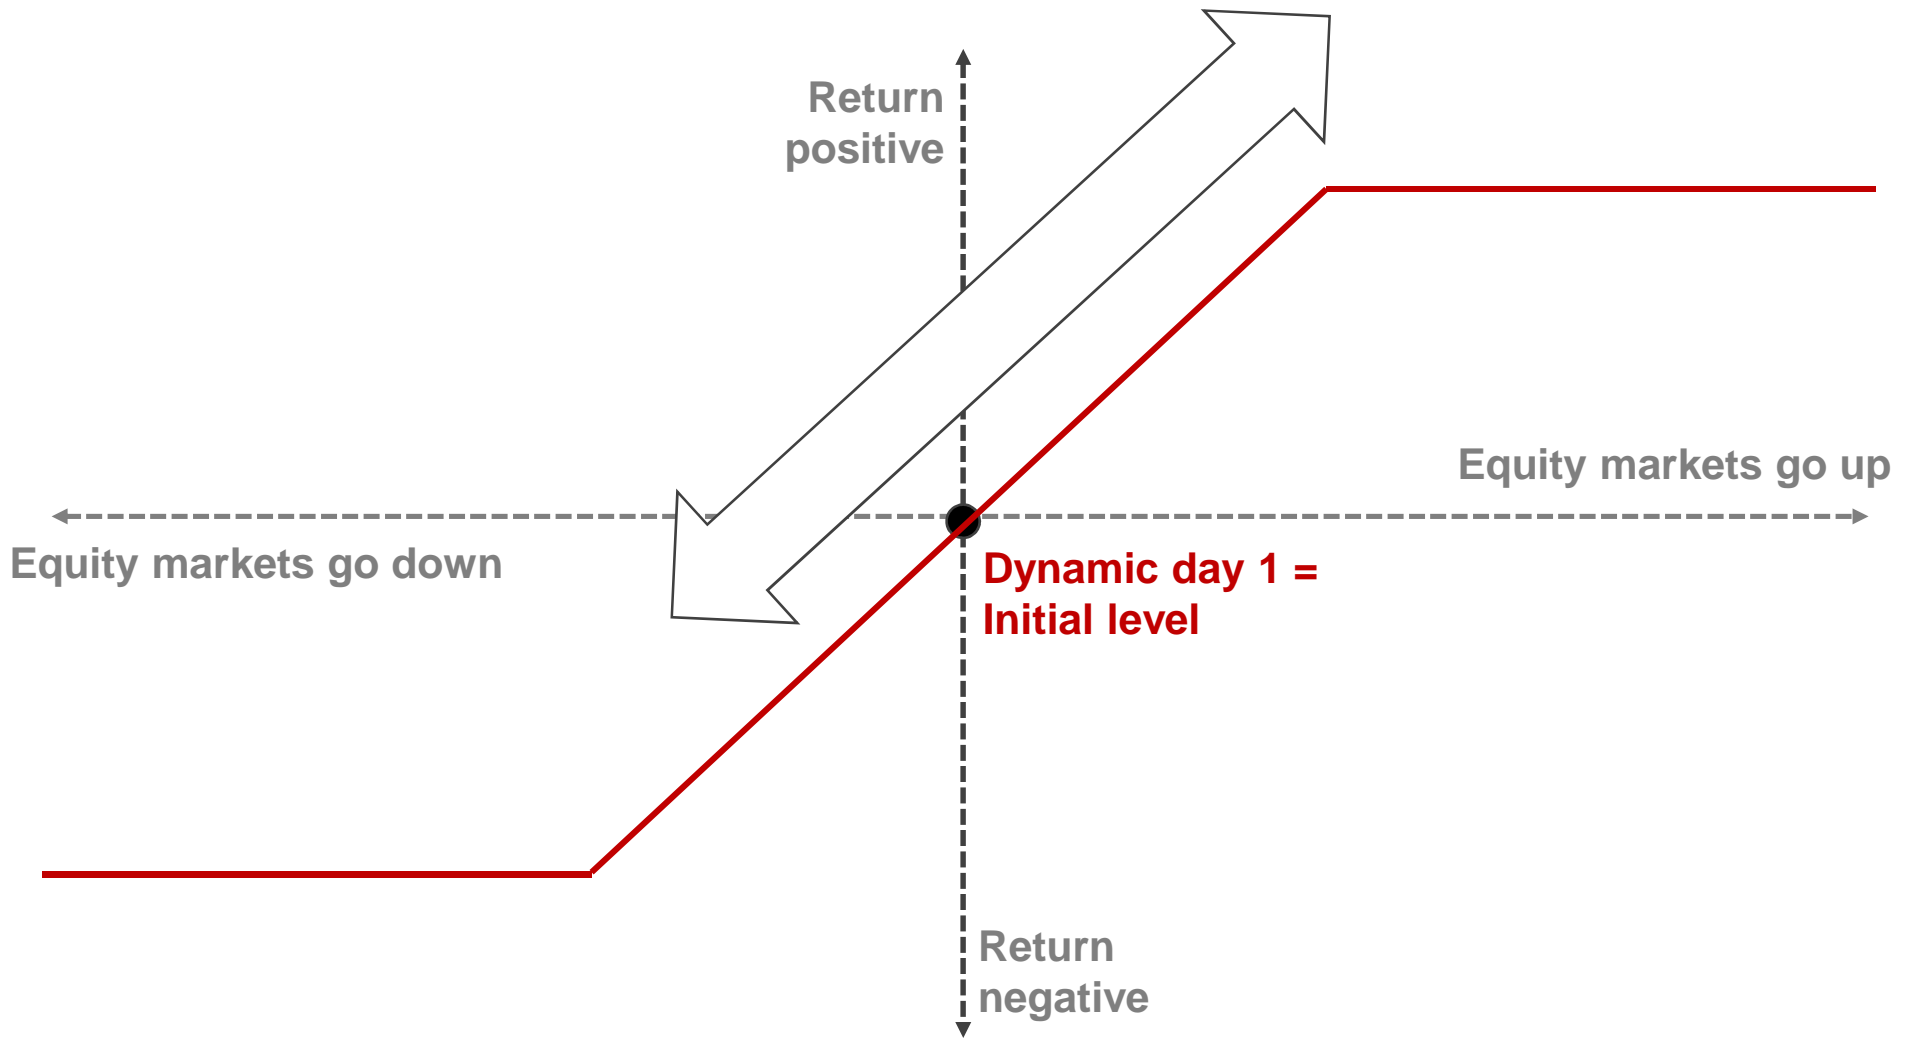 Return
positive
Equity markets go up
Equity markets go down
Dynamic day 1 =
Initial level
Return
negative